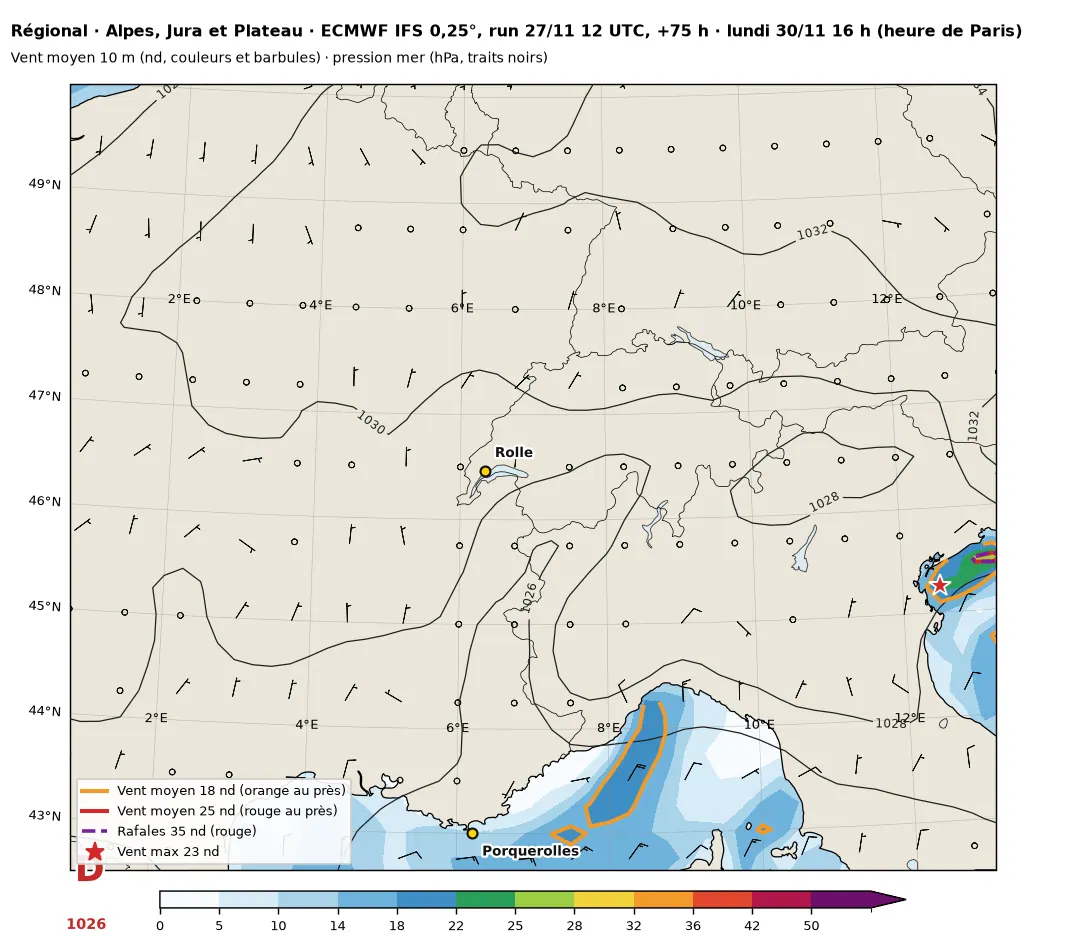 Régional · Alpes, Jura et Plateau · ECMWF IFS 0,25°, run 27/11 12 UTC, +75 h · lundi 30/11 16 h (heure de Paris)
Vent moyen 10 m (nd, couleurs et barbules) · pression mer (hPa, traits noirs)
49°N
1032
48°N
2°E
4°E
6°E
8°E
10°E
12°E
47°N
1030
1032
Rolle
46°N
1028
1026
45°N
44°N
2°E
4°E
6°E
8°E
10°E
1028
12°E
43°N
Vent moyen 18 nd (orange au près)
Vent moyen 25 nd (rouge au près)
Rafales 35 nd (rouge)
Vent max 23 nd
Porquerolles
D
1026
0 5 10 14 18 22 25 28 32 36 42 50